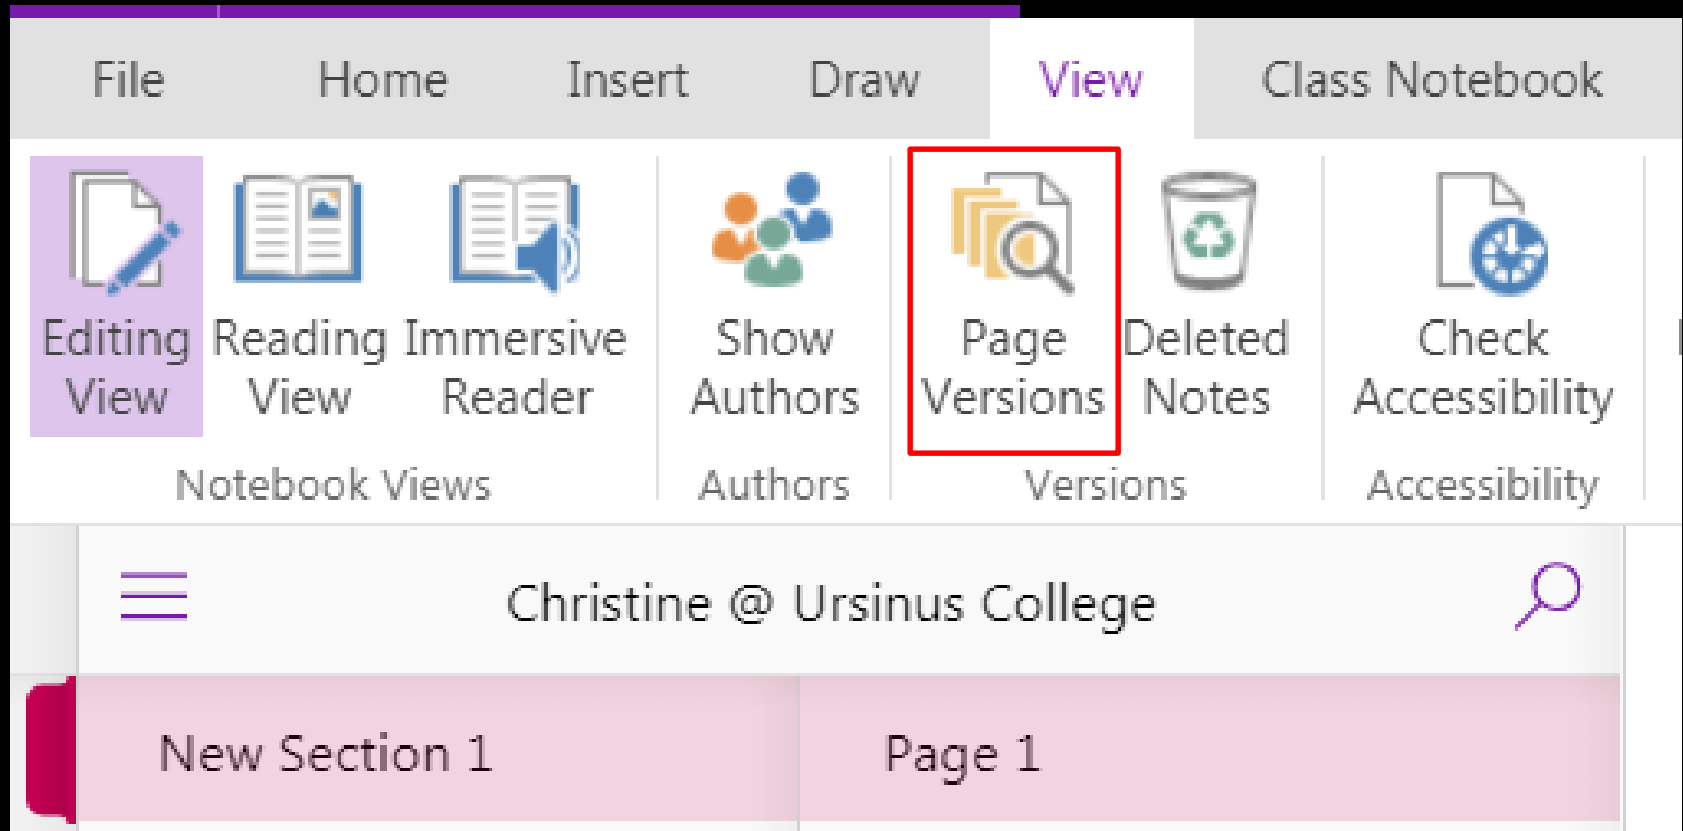 File Home Insert Draw View Class Notebook
Editing Reading Immersive Show Page Deleted Check
View View Reader Authors Versions Notes Accessibility
Notebook Views Authors Versions Accessibility
Christine @ Ursinus College
New Section 1 Page 1